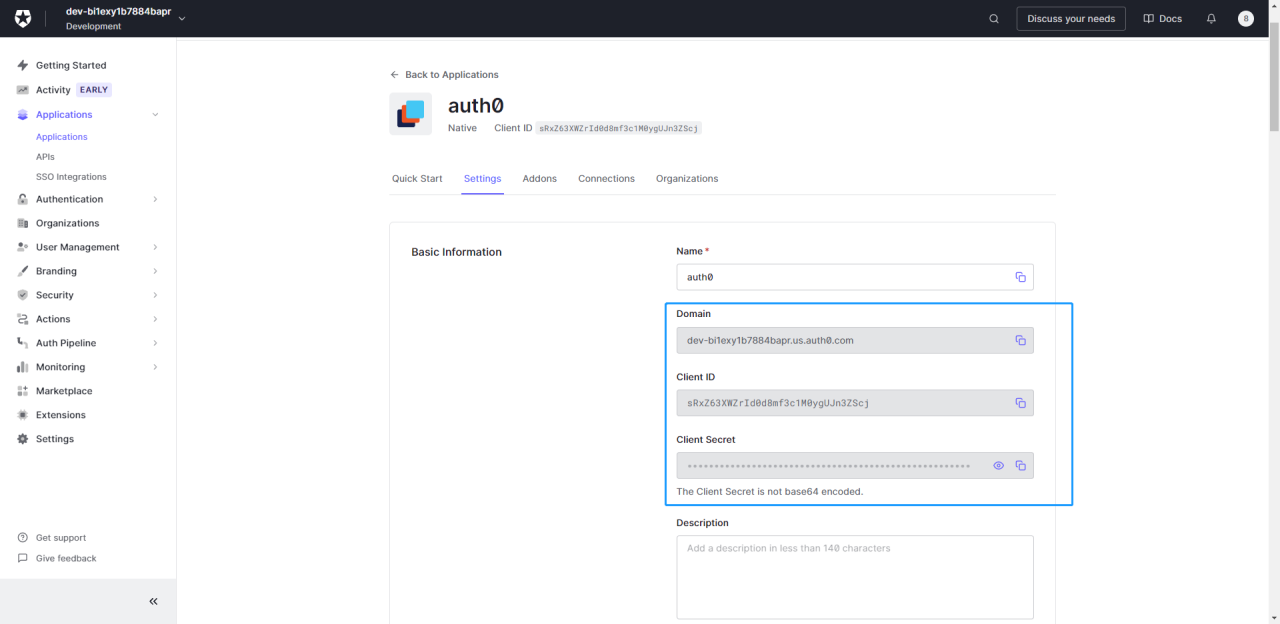 dev-bi1exy1b7884bapr
Development
Discuss your needs
Docs
8
Getting Started
Activity EARLY
Applications
Applications
APIs
SSO Integrations
Authentication
Organizations
User Management
Branding
Security
Actions
Auth Pipeline
Monitoring
Marketplace
Extensions
Settings
Get support
Give feedback
Back to Applications
auth0
Native Client ID sRxZ63XWZrId0d8mf3c1M0ygUJn3ZScj
Quick Start Settings Addons Connections Organizations
Basic Information
Name *
auth0
Domain
dev-bi1exy1b7884bapr.us.auth0.com
Client ID
sRxZ63XWZrId0d8mf3c1M0ygUJn3ZScj
Client Secret
The Client Secret is not base64 encoded.
Description
Add a description in less than 140 characters